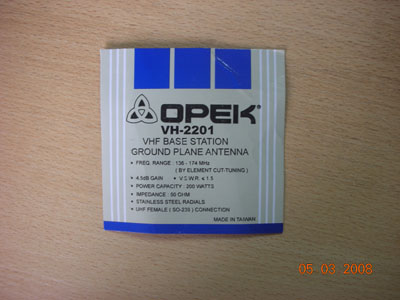 OPEK
VH-2201
VHF BASE STATION
GROUND PLANE ANTENNA
• FREQ. RANGE : 136 - 174 MHz
( BY ELEMENT CUT-TUNING )
4.5dB GAIN • V.S.W.R. ≤ 1.5
• POWER CAPACITY : 200 WATTS
• IMPEDANCE : 50 OHM
• STAINLESS STEEL RADIALS
• UHF FEMALE ( SO-239 ) CONNECTION
MADE IN TAIWAN
05 03 2008